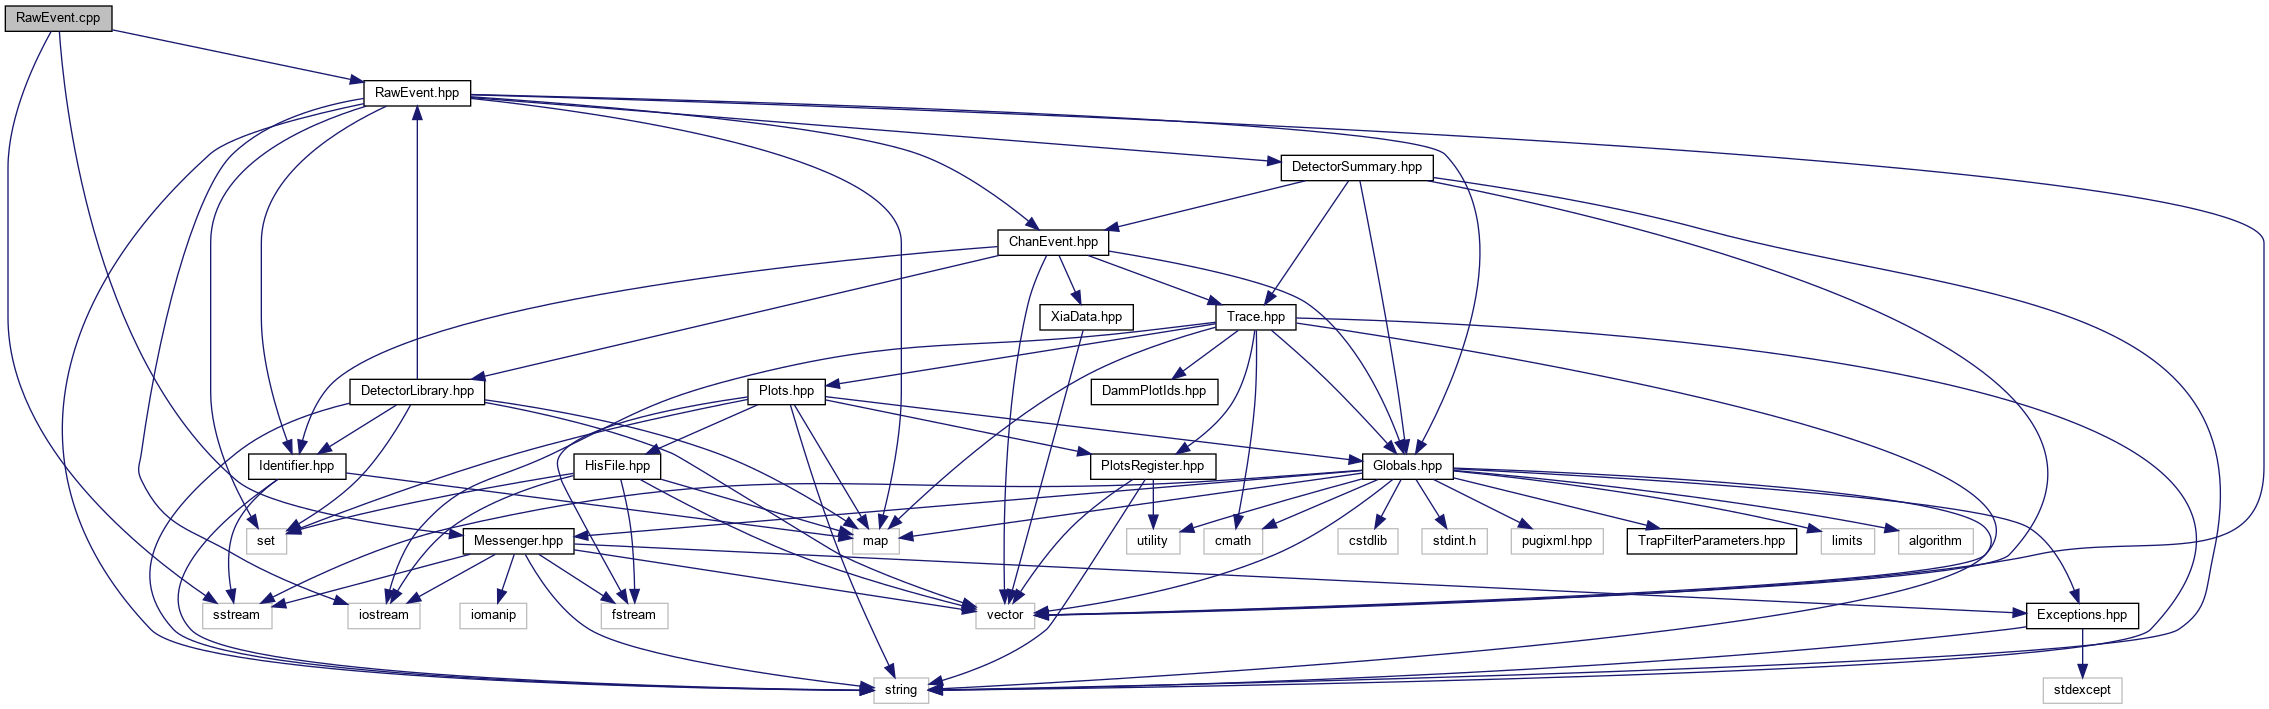 RawEvent.cpp
RawEvent.hpp
DetectorSummary.hpp
ChanEvent.hpp
XiaData.hpp
Trace.hpp
DetectorLibrary.hpp
Plots.hpp
DammPlotIds.hpp
Identifier.hpp
HisFile.hpp
PlotsRegister.hpp
Globals.hpp
set
Messenger.hpp
map
utility
cmath
cstdlib
stdint.h
pugixml.hpp
TrapFilterParameters.hpp
limits
algorithm
sstream
iostream
iomanip
fstream
vector
Exceptions.hpp
string
stdexcept